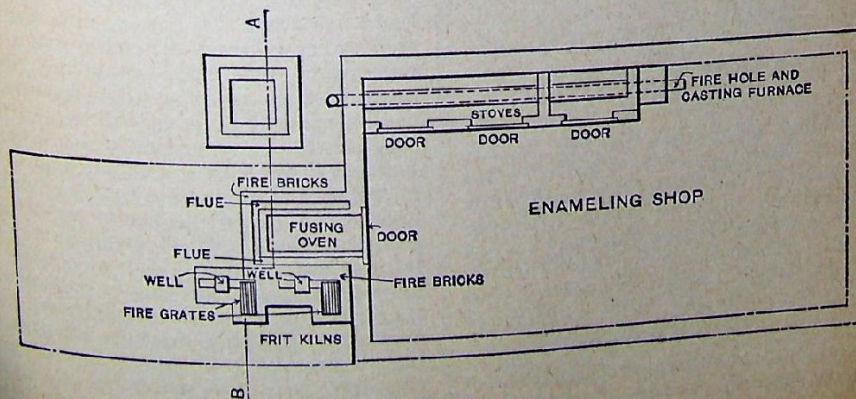 A
FIRE HOLE AND
CASTING FURNACE
STOVES
DOOR
DOOR
DOOR
FIRE BRICKS
FLUE
ENAMELING SHOP
FUSING
OVEN
DOOR
FLUE
WELL
WELL
FIRE BRICKS
FIRE GRATES
FRIT KILNS
B